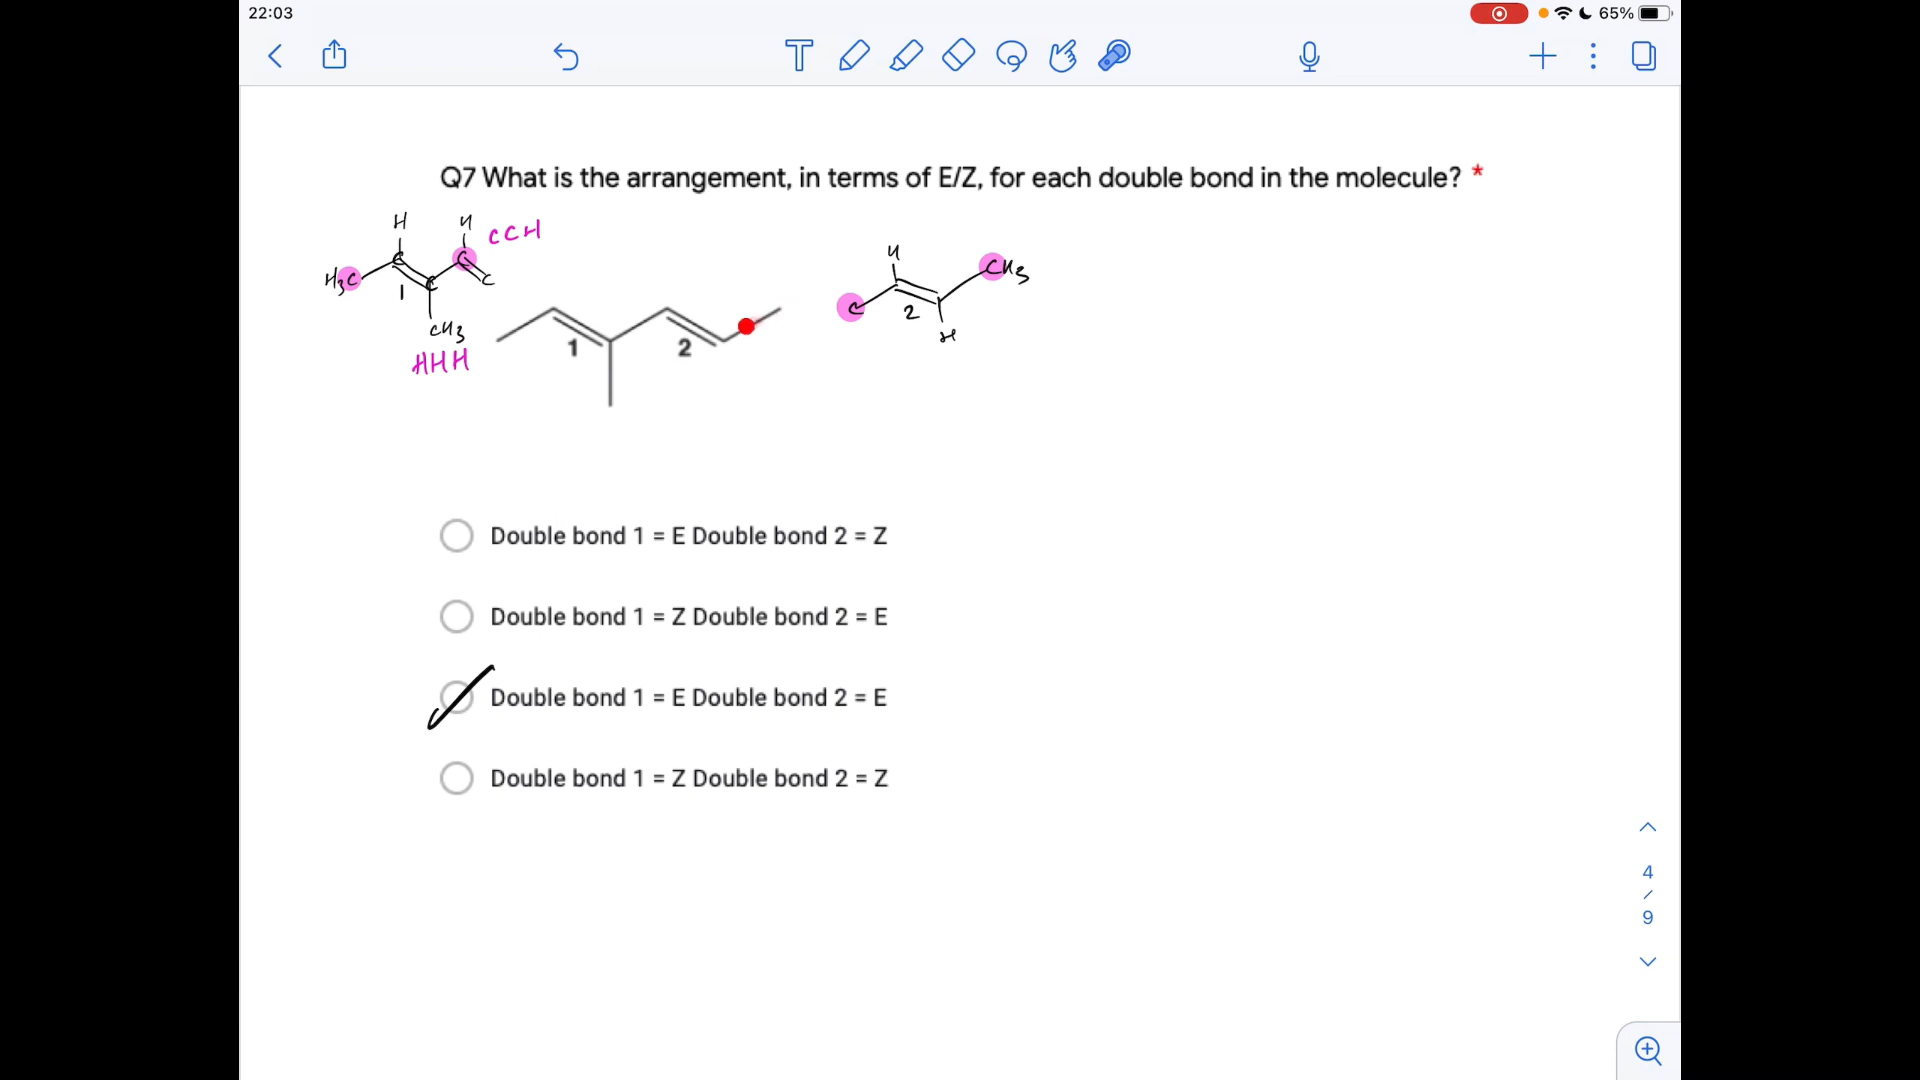 22:03
65%
Q7 What is the arrangement, in terms of E/Z, for each double bond in the molecule? *
H H CCH
H3C C C C C
1
CH3
HHH
1 2
H
C CH3
2
H
Double bond 1 = E Double bond 2 = Z
Double bond 1 = Z Double bond 2 = E
Double bond 1 = E Double bond 2 = E
Double bond 1 = Z Double bond 2 = Z
4
/
9